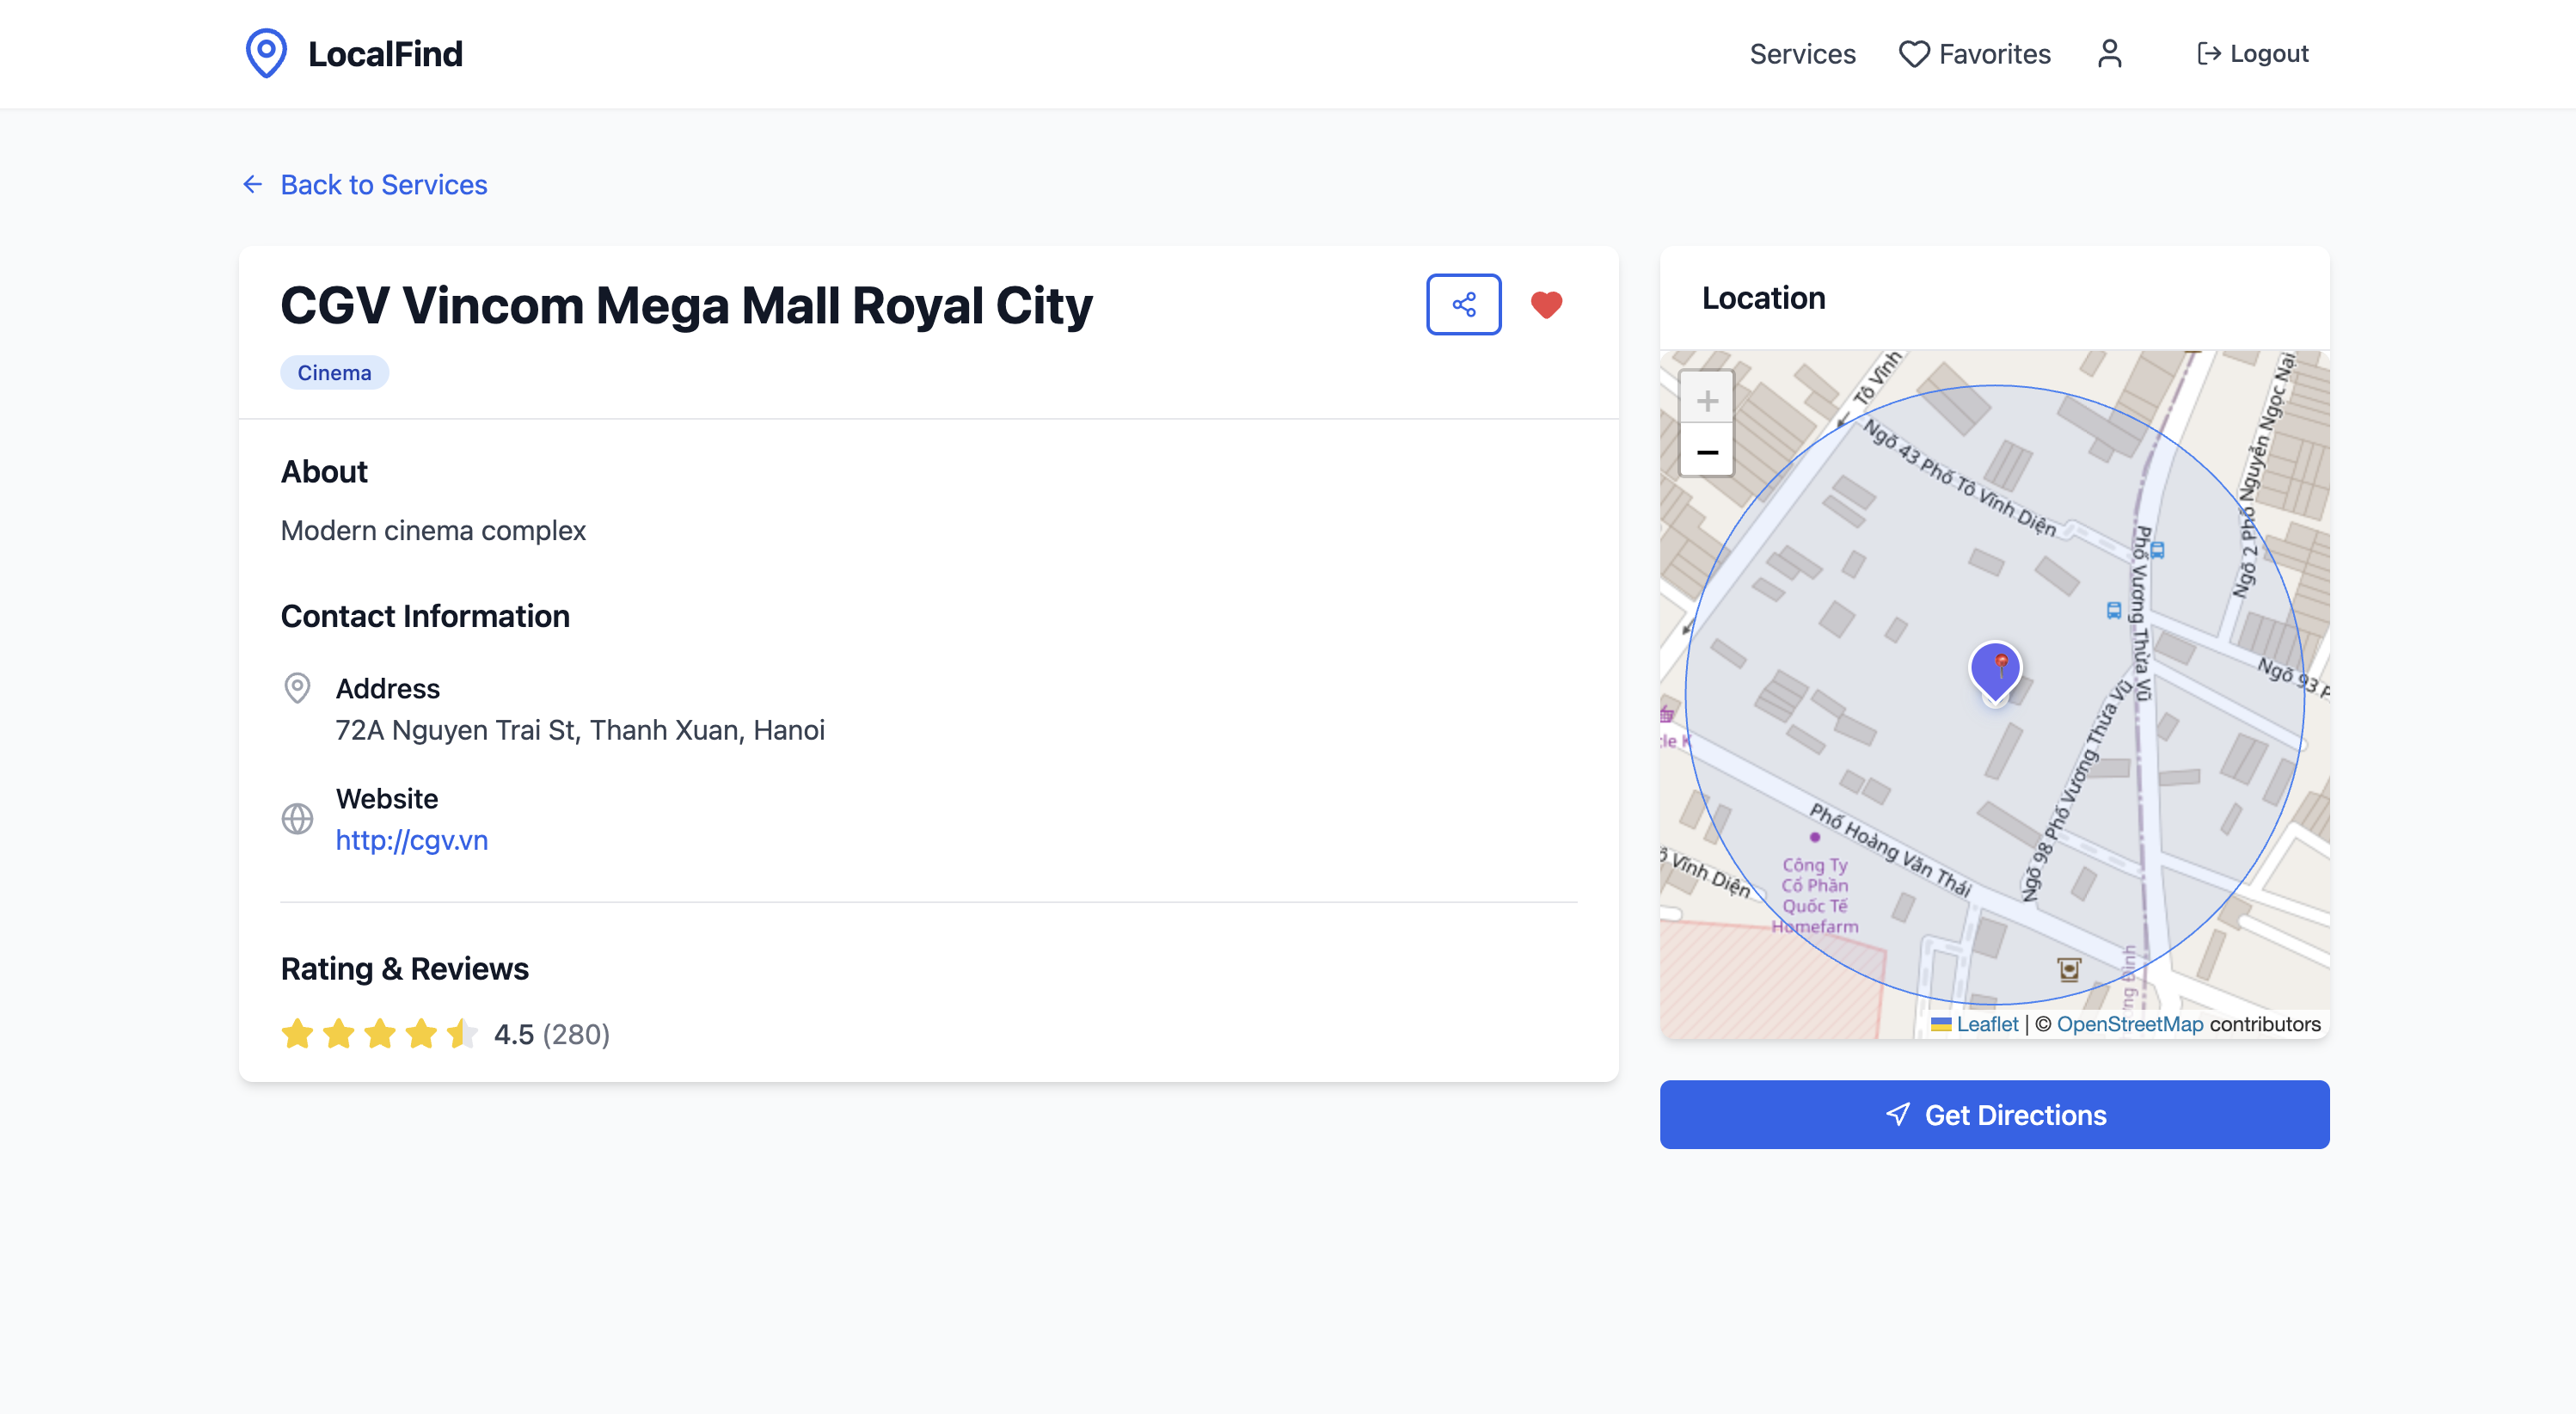 LocalFind
Services
Favorites
Logout
Back to Services
CGV Vincom Mega Mall Royal City
Cinema
About
Modern cinema complex
Contact Information
Address
72A Nguyen Trai St, Thanh Xuan, Hanoi
Website
http://cgv.vn
Rating & Reviews
4.5 (280)
Location
+
−
Tô Vĩnh
Ngõ 43 Phố Tô Vĩnh Diện
Ngõ 2 Phố Nguyễn Ngọc Nại
Phố Vương Thừa Vũ
Ngõ 93 P
Ngõ 98 Phố Vương Thừa Vũ
cle K
Phố Hoàng Văn Thái
Công Ty
Cổ Phần
Quốc Tế
Homefarm
ô Vĩnh Diện
Leaflet | © OpenStreetMap contributors
Get Directions